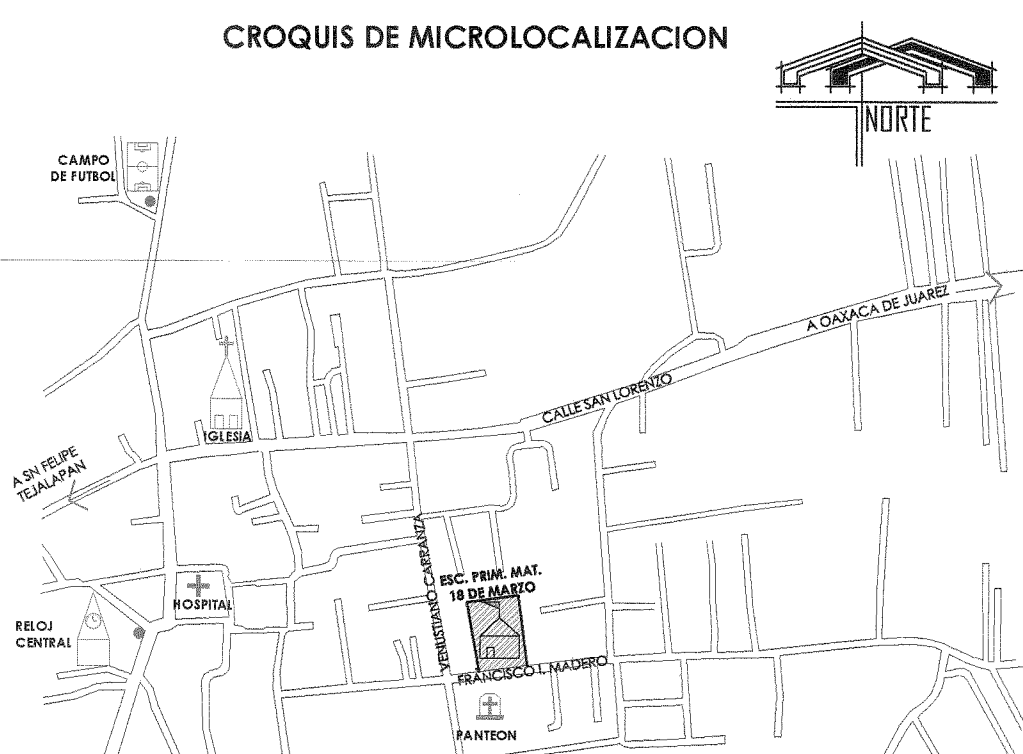 CROQUIS DE MICROLOCALIZACION
NORTE
CAMPO
DE FUTBOL
A OAXACA DE JUAREZ
CALLE SAN LORENZO
IGLESIA
A SN FELIPE
TEJALAPAN
VENUSTIANO CARRANZA
ESC. PRIM. MAT.
18 DE MARZO
HOSPITAL
RELOJ
CENTRAL
FRANCISCO I. MADERO
PANTEON